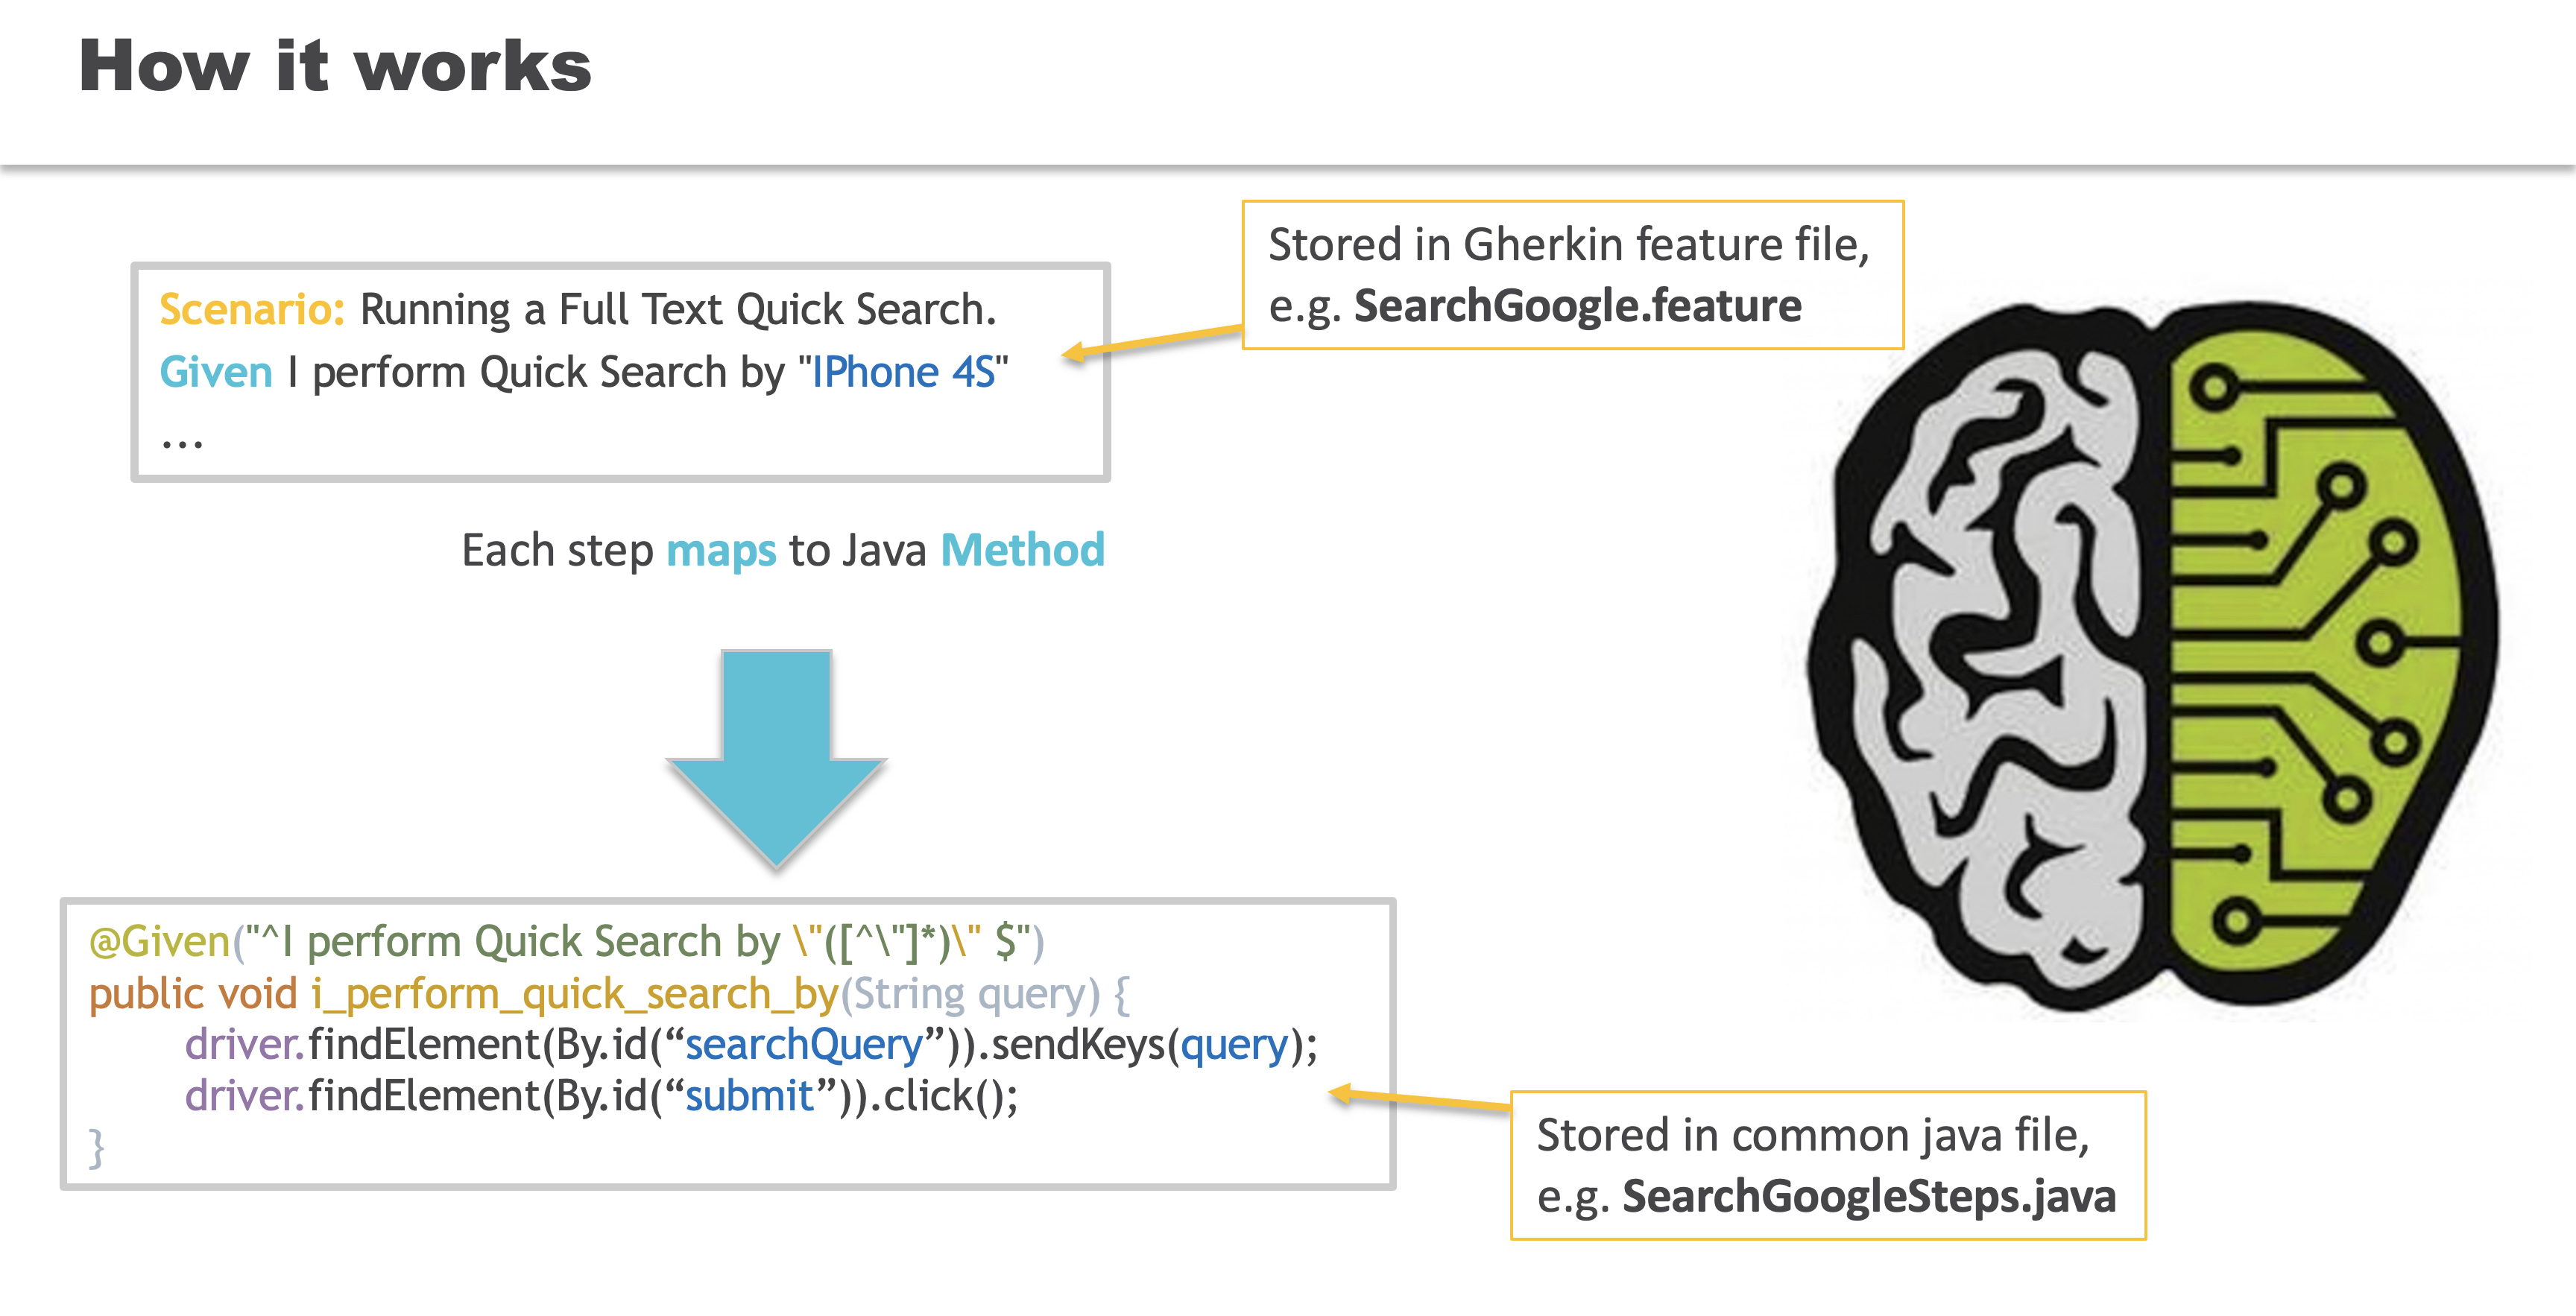 How it works
Stored in Gherkin feature file,
e.g. SearchGoogle.feature
Scenario: Running a Full Text Quick Search.
Given I perform Quick Search by "IPhone 4S"
...
Each step maps to Java Method
@Given("^I perform Quick Search by \"([^\"]*)\" $")
public void i_perform_quick_search_by(String query) {
driver.findElement(By.id(“searchQuery”)).sendKeys(query);
driver.findElement(By.id(“submit”)).click();
}
Stored in common java file,
e.g. SearchGoogleSteps.java